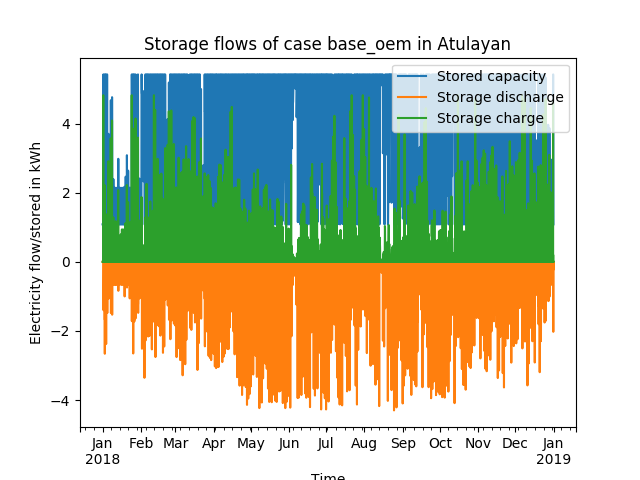 Storage flows of case base_oem in Atulayan
Stored capacity
Storage discharge
Storage charge
Electricity flow/stored in kWh
4
2
0
−2
−4
Jan Feb Mar Apr May Jun Jul Aug Sep Oct Nov Dec Jan
2018 2019
Time